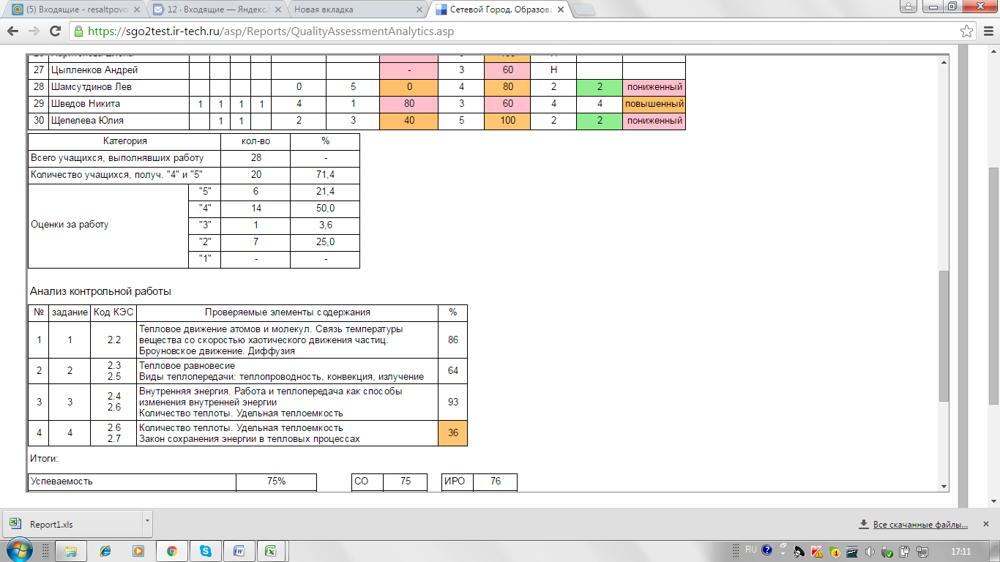 (5) Входящие - resaltpovo
12 · Входящие — Яндекс.
Новая вкладка
Сетевой Город. Образова
https://sgo2test.ir-tech.ru/asp/Reports/QualityAssessmentAnalytics.asp
27 Цыпленков Андрей - 3 60 Н
28 Шамсутдинов Лев 0 5 0 4 80 2 2 пониженный
29 Шведов Никита 1 1 1 1 4 1 80 3 60 4 4 повышенный
30 Щепелева Юлия 1 1 2 3 40 5 100 2 2 пониженный
Категория кол-во %
Всего учащихся, выполнявших работу 28 -
Количество учащихся, получ. "4" и "5" 20 71,4
Оценки за работу
"5" 6 21,4
"4" 14 50,0
"3" 1 3,6
"2" 7 25,0
"1" - -
Анализ контрольной работы
№ задание Код КЭС Проверяемые элементы содержания %
1 1 2.2 Тепловое движение атомов и молекул. Связь температуры
вещества со скоростью хаотического движения частиц.
Броуновское движение. Диффузия 86
2 2 2.3 Тепловое равновесие 64
2.5 Виды теплопередачи: теплопроводность, конвекция, излучение
3 3 2.4 Внутренняя энергия. Работа и теплопередача как способы
2.6 изменения внутренней энергии 93
Количество теплоты. Удельная теплоемкость
4 4 2.6 Количество теплоты. Удельная теплоемкость 36
2.7 Закон сохранения энергии в тепловых процессах
Итоги:
Успеваемость 75% СО 75 ИРО 76
Report1.xls
Все скачанные файлы...
RU
17:11